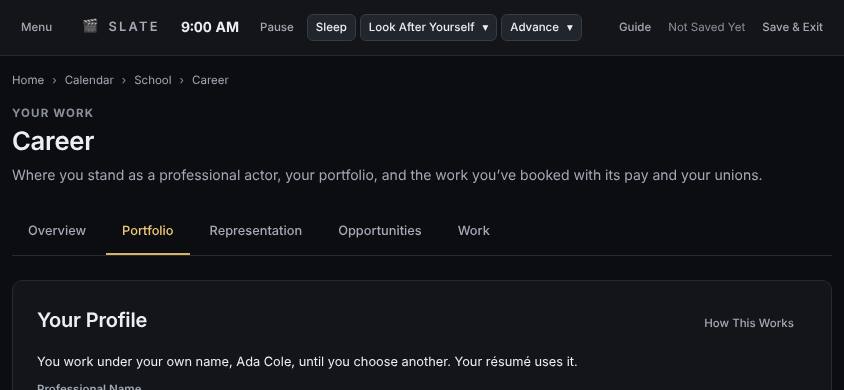 Menu 🎬 SLATE 9:00 AM Pause Sleep Look After Yourself ▾ Advance ▾ Guide Not Saved Yet Save & Exit
Home › Calendar › School › Career
YOUR WORK
Career
Where you stand as a professional actor, your portfolio, and the work you’ve booked with its pay and your unions.
Overview Portfolio Representation Opportunities Work
Your Profile How This Works
You work under your own name, Ada Cole, until you choose another. Your résumé uses it.
Professional Name